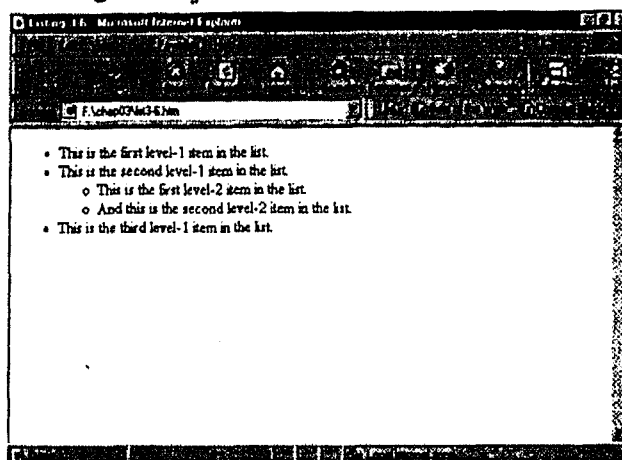 Listing 3.6 Microsoft Internet Explorer
F:\chap03\list3-6.htm
This is the first level-1 item in the list.
This is the second level-1 item in the list.
This is the first level-2 item in the list.
And this is the second level-2 item in the list.
This is the third level-1 item in the list.